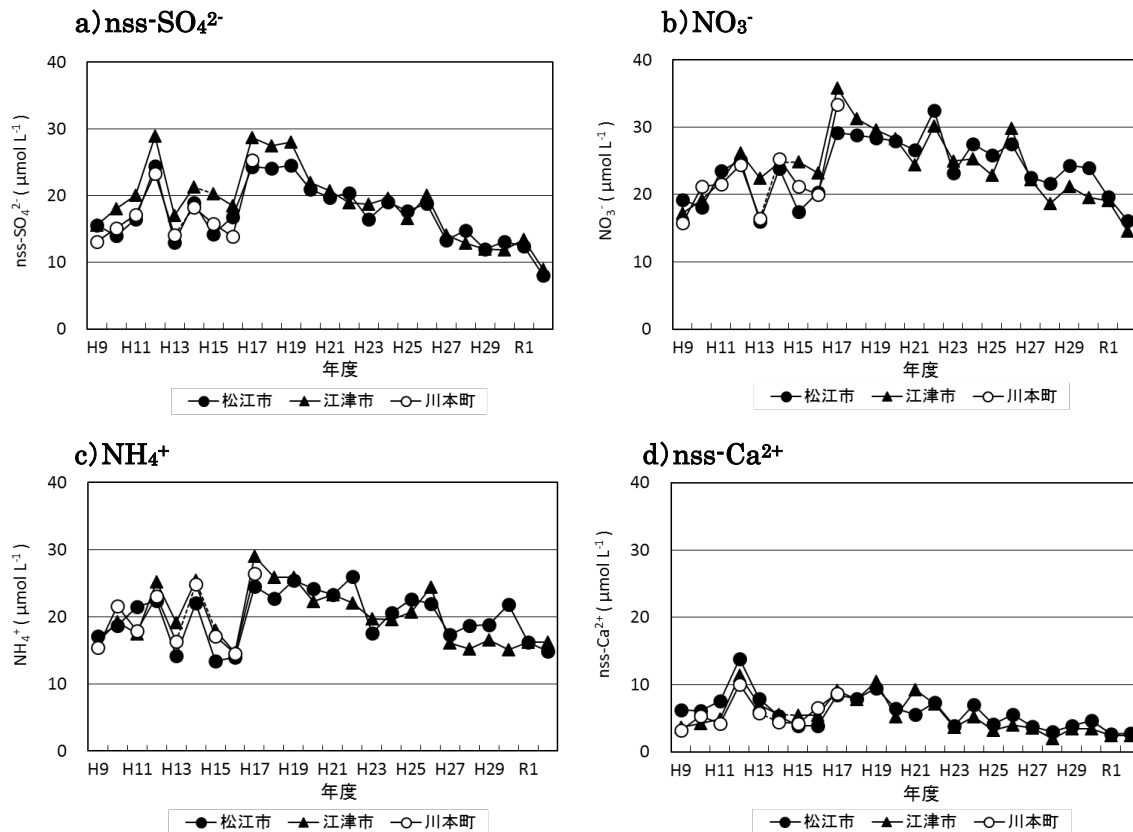 a)nss-SO₄²⁻
nss-SO₄²⁻ ( μmol L⁻¹ )
40
30
20
10
0
H9 H11 H13 H15 H17 H19 H21 H23 H25 H27 H29 R1
年度
松江市 江津市 川本町
b)NO₃⁻
NO₃⁻ ( μmol L⁻¹ )
40
30
20
10
0
H9 H11 H13 H15 H17 H19 H21 H23 H25 H27 H29 R1
年度
松江市 江津市 川本町
c)NH₄⁺
NH₄⁺ ( μmol L⁻¹ )
40
30
20
10
0
H9 H11 H13 H15 H17 H19 H21 H23 H25 H27 H29 R1
年度
松江市 江津市 川本町
d)nss-Ca²⁺
nss-Ca²⁺ ( μmol L⁻¹ )
40
30
20
10
0
H9 H11 H13 H15 H17 H19 H21 H23 H25 H27 H29 R1
年度
松江市 江津市 川本町